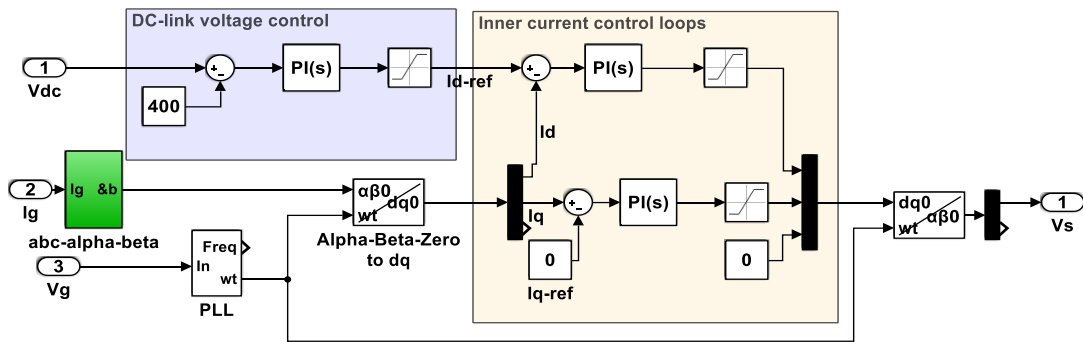 DC-link voltage control
Inner current control loops
1
Vdc
+
−
PI(s)
400
Id-ref
+
−
PI(s)
Id
2
Ig
Ig &b
abc-alpha-beta
αβ0
wt
dq0
Alpha-Beta-Zero
to dq
Iq
+
−
PI(s)
0
Iq-ref
0
dq0
wt
αβ0
1
Vs
3
Vg
Freq
In
wt
PLL